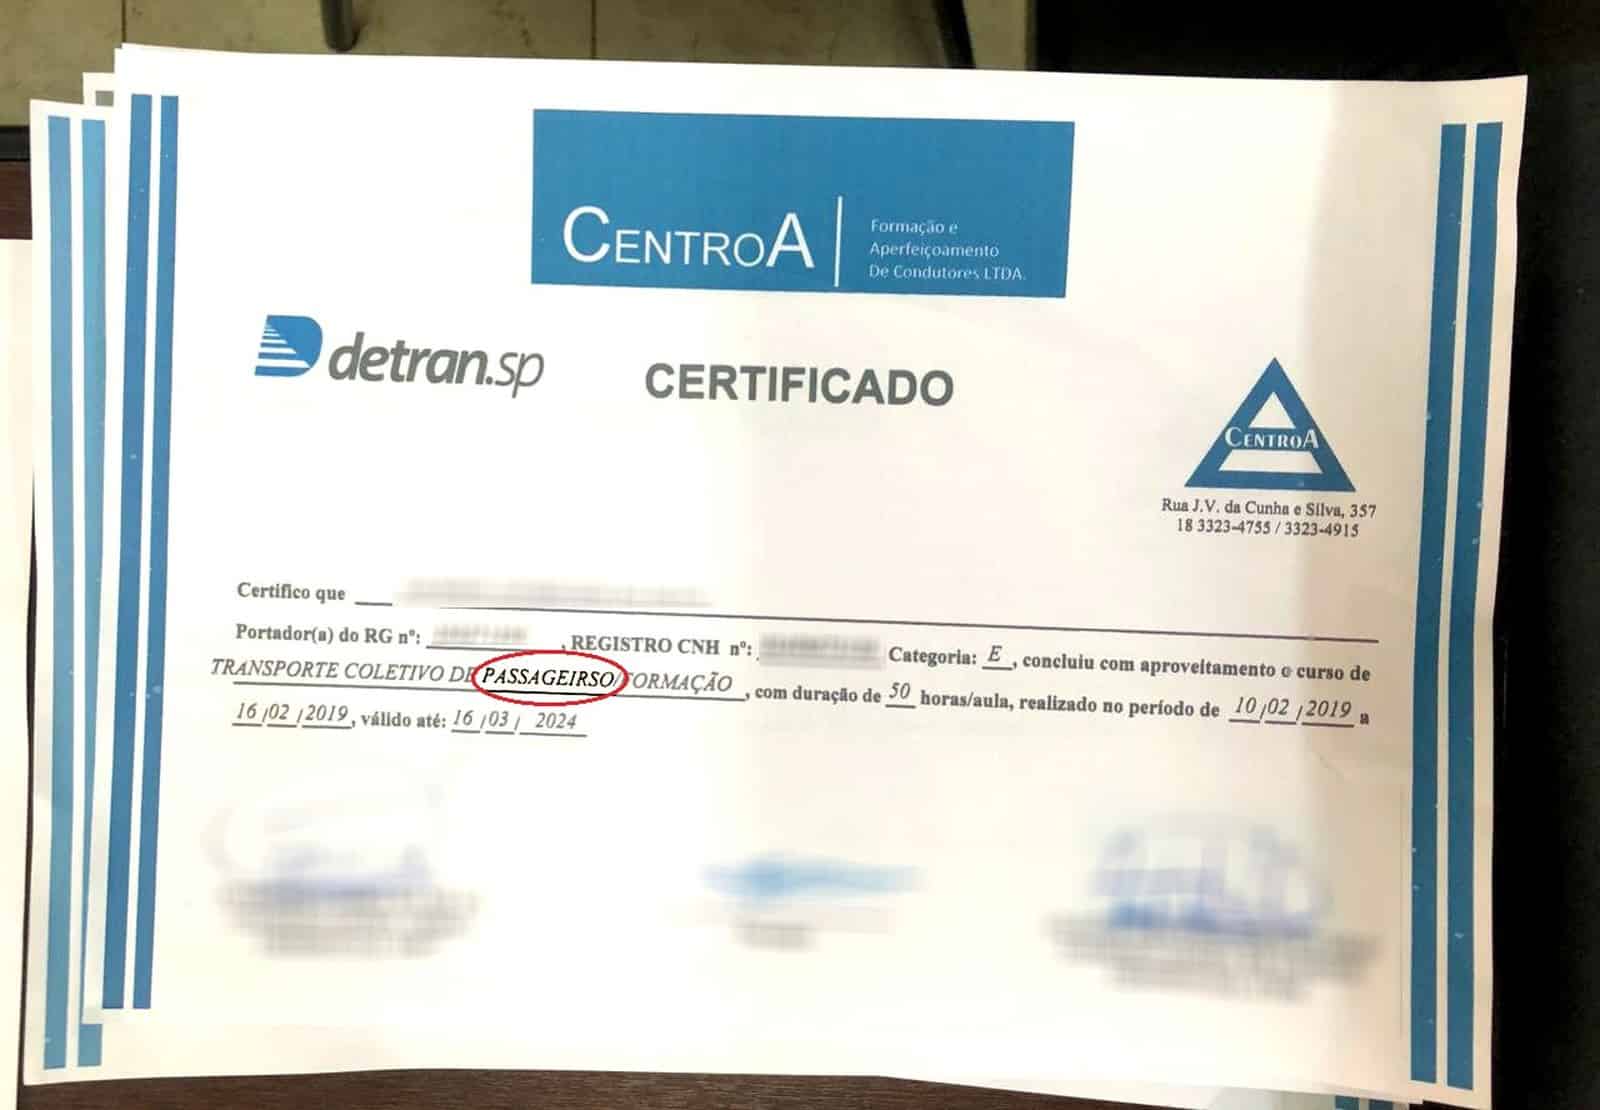 CENTROA
Formação e
Aperfeiçoamento
De Condutores LTDA.
detran.sp
CERTIFICADO
CENTROA
Rua J.V. da Cunha e Silva, 357
18 3323-4755 / 3323-4915
Certifico que
Portador(a) do RG nº: , REGISTRO CNH nº: Categoria: E , concluiu com aproveitamento o curso de
TRANSPORTE COLETIVO DE PASSAGEIRSO/FORMAÇÃO , com duração de 50 horas/aula, realizado no período de 10/02/2019 a
16/02/2019, válido até: 16/03/2024